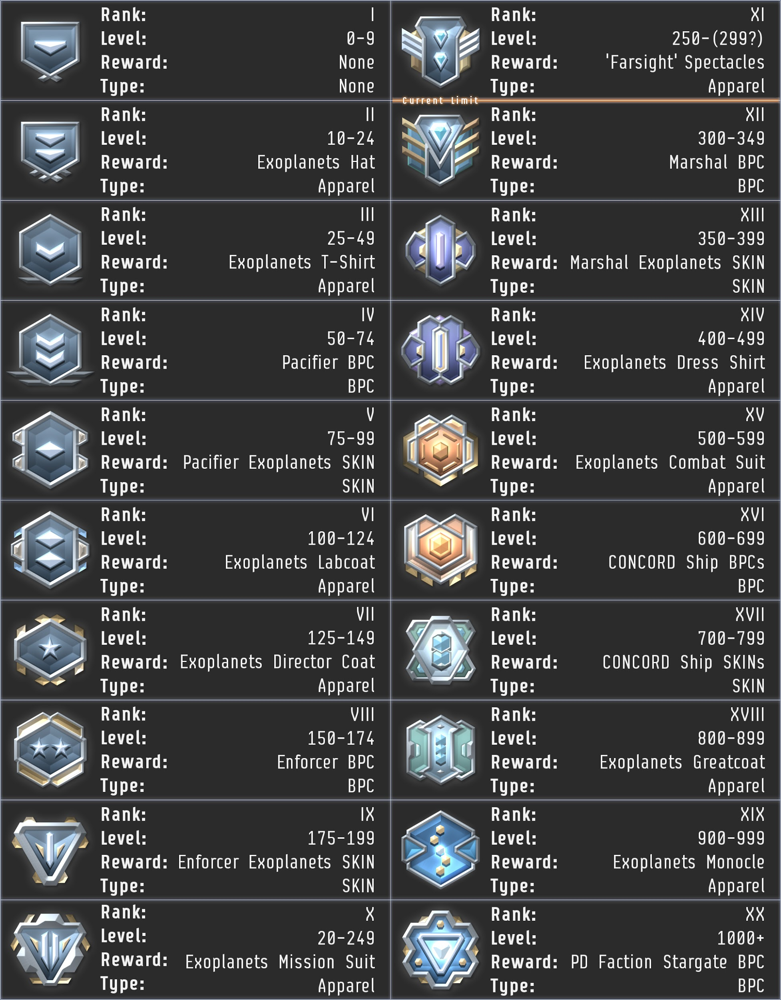 Rank: I
Level: 0-9
Reward: None
Type: None
Rank: II
Level: 10-24
Reward: Exoplanets Hat
Type: Apparel
Rank: III
Level: 25-49
Reward: Exoplanets T-Shirt
Type: Apparel
Rank: IV
Level: 50-74
Reward: Pacifier BPC
Type: BPC
Rank: V
Level: 75-99
Reward: Pacifier Exoplanets SKIN
Type: SKIN
Rank: VI
Level: 100-124
Reward: Exoplanets Labcoat
Type: Apparel
Rank: VII
Level: 125-149
Reward: Exoplanets Director Coat
Type: Apparel
Rank: VIII
Level: 150-174
Reward: Enforcer BPC
Type: BPC
Rank: IX
Level: 175-199
Reward: Enforcer Exoplanets SKIN
Type: SKIN
Rank: X
Level: 20-249
Reward: Exoplanets Mission Suit
Type: Apparel
Rank: XI
Level: 250-(299?)
Reward: 'Farsight' Spectacles
Type: Apparel
Current Limit
Rank: XII
Level: 300-349
Reward: Marshal BPC
Type: BPC
Rank: XIII
Level: 350-399
Reward: Marshal Exoplanets SKIN
Type: SKIN
Rank: XIV
Level: 400-499
Reward: Exoplanets Dress Shirt
Type: Apparel
Rank: XV
Level: 500-599
Reward: Exoplanets Combat Suit
Type: Apparel
Rank: XVI
Level: 600-699
Reward: CONCORD Ship BPCs
Type: BPC
Rank: XVII
Level: 700-799
Reward: CONCORD Ship SKINs
Type: SKIN
Rank: XVIII
Level: 800-899
Reward: Exoplanets Greatcoat
Type: Apparel
Rank: XIX
Level: 900-999
Reward: Exoplanets Monocle
Type: Apparel
Rank: XX
Level: 1000+
Reward: PD Faction Stargate BPC
Type: BPC